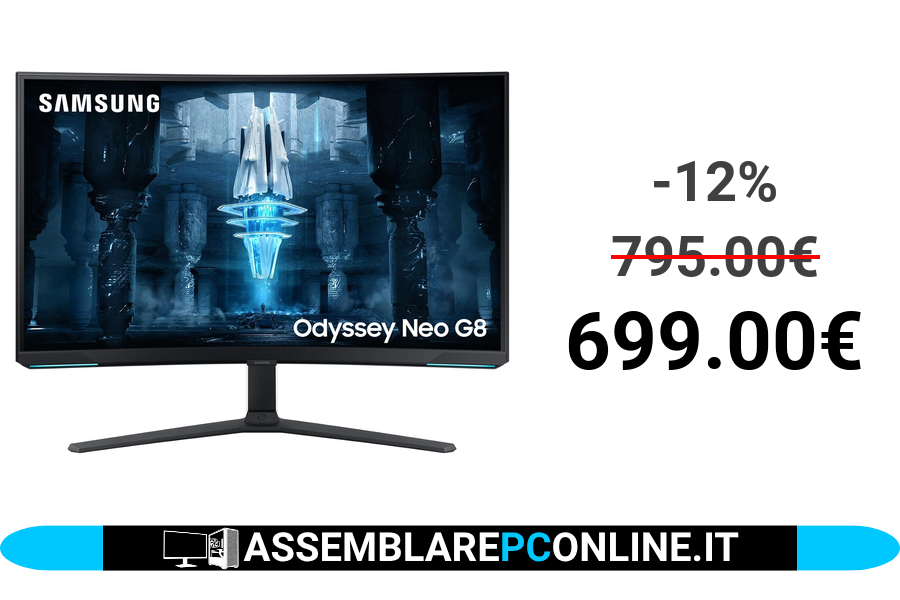 SAMSUNG
Odyssey Neo G8
-12%
795.00€
699.00€
ASSEMBLAREPCONLINE.IT